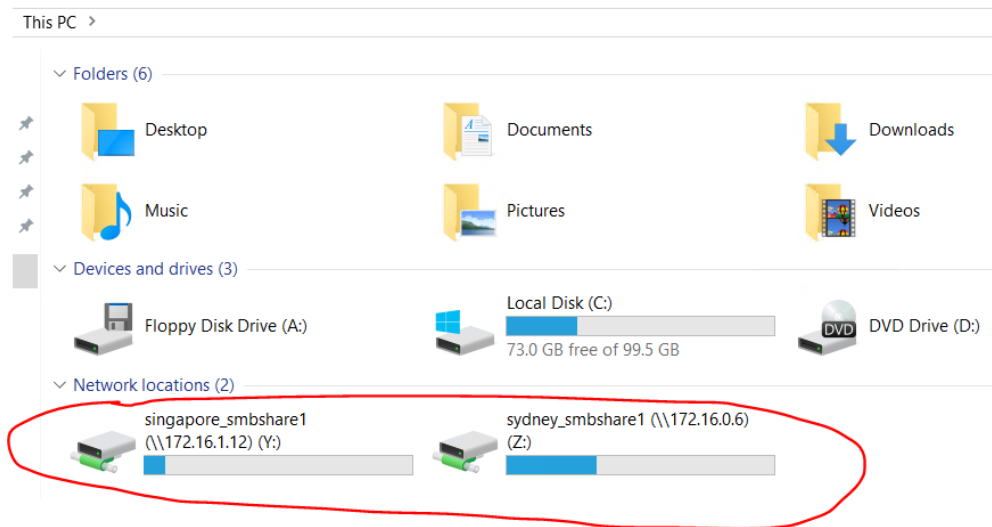 This PC >
Folders (6)
Desktop
Documents
Downloads
Music
Pictures
Videos
Devices and drives (3)
Floppy Disk Drive (A:)
Local Disk (C:)
73.0 GB free of 99.5 GB
DVD
DVD Drive (D:)
Network locations (2)
singapore_smbshare1
(\\172.16.1.12) (Y:)
sydney_smbshare1 (\\172.16.0.6)
(Z:)